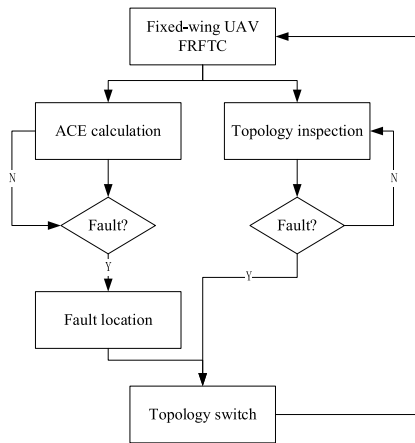 Fixed-wing UAV
FRFTC
ACE calculation
Topology inspection
N
N
Fault?
Fault?
Y
Y
Fault location
Topology switch